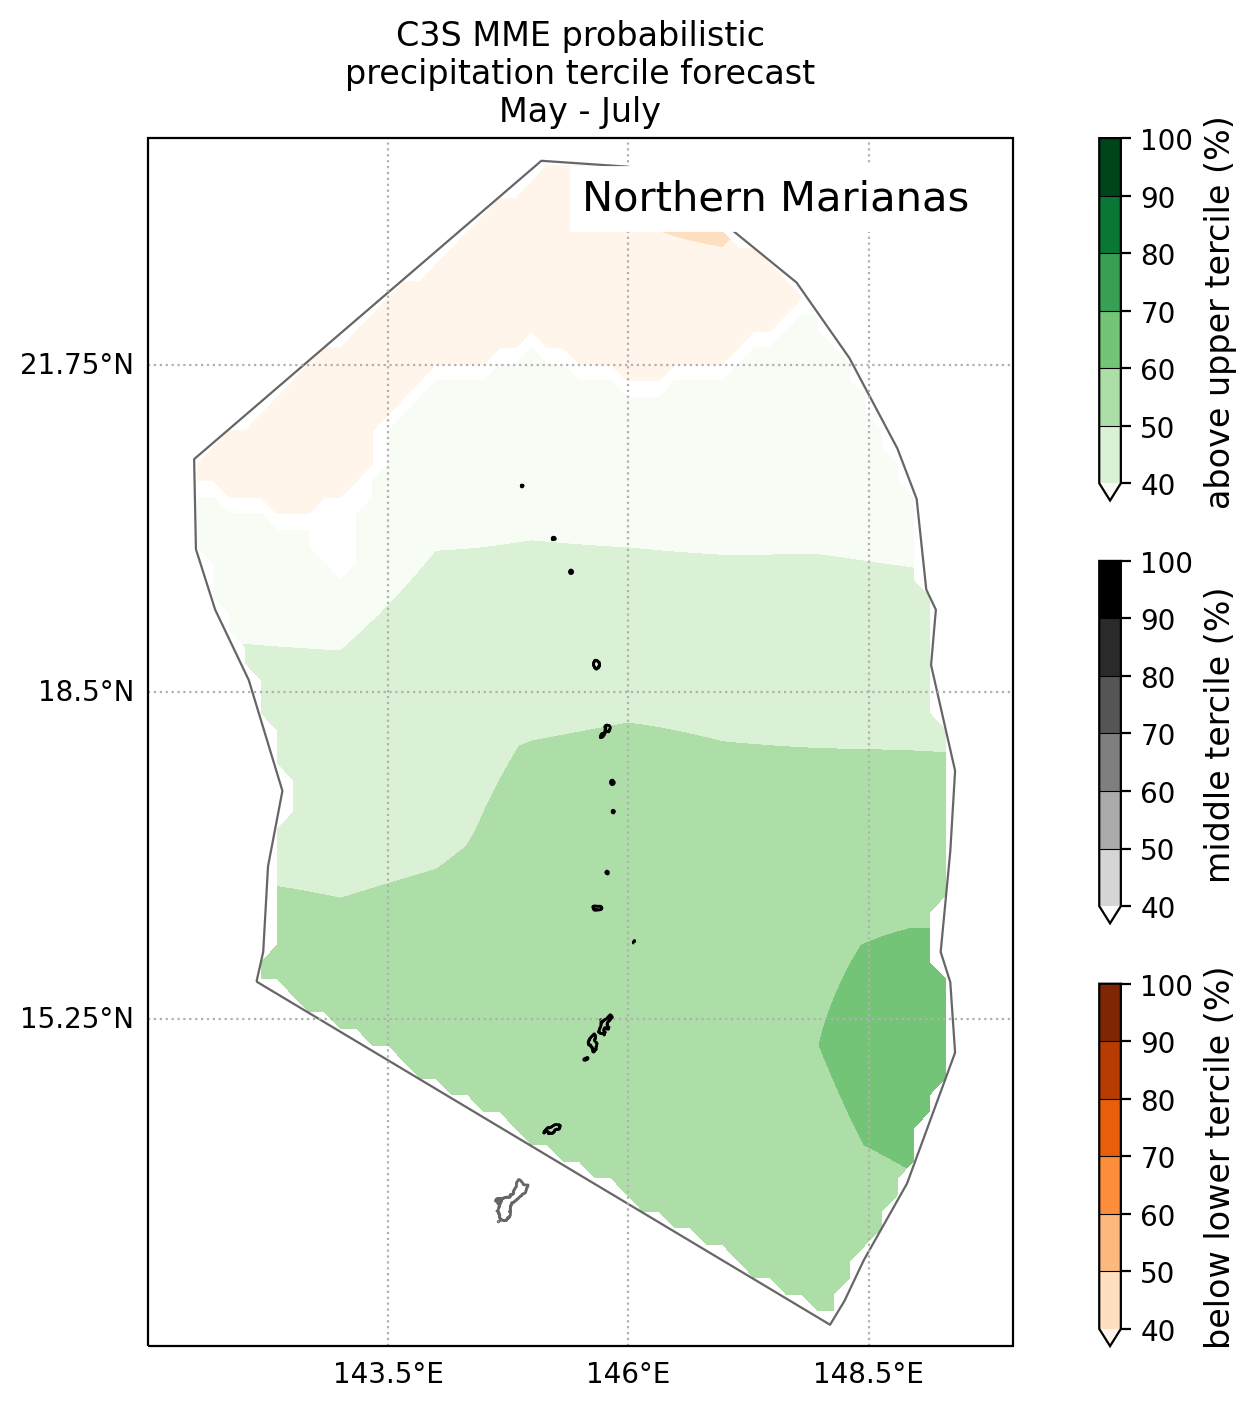 C3S MME probabilistic
precipitation tercile forecast
May - July
Northern Marianas
21.75°N
18.5°N
15.25°N
143.5°E
146°E
148.5°E
100
90
80
70
60
50
40
above upper tercile (%)
100
90
80
70
60
50
40
middle tercile (%)
100
90
80
70
60
50
40
below lower tercile (%)